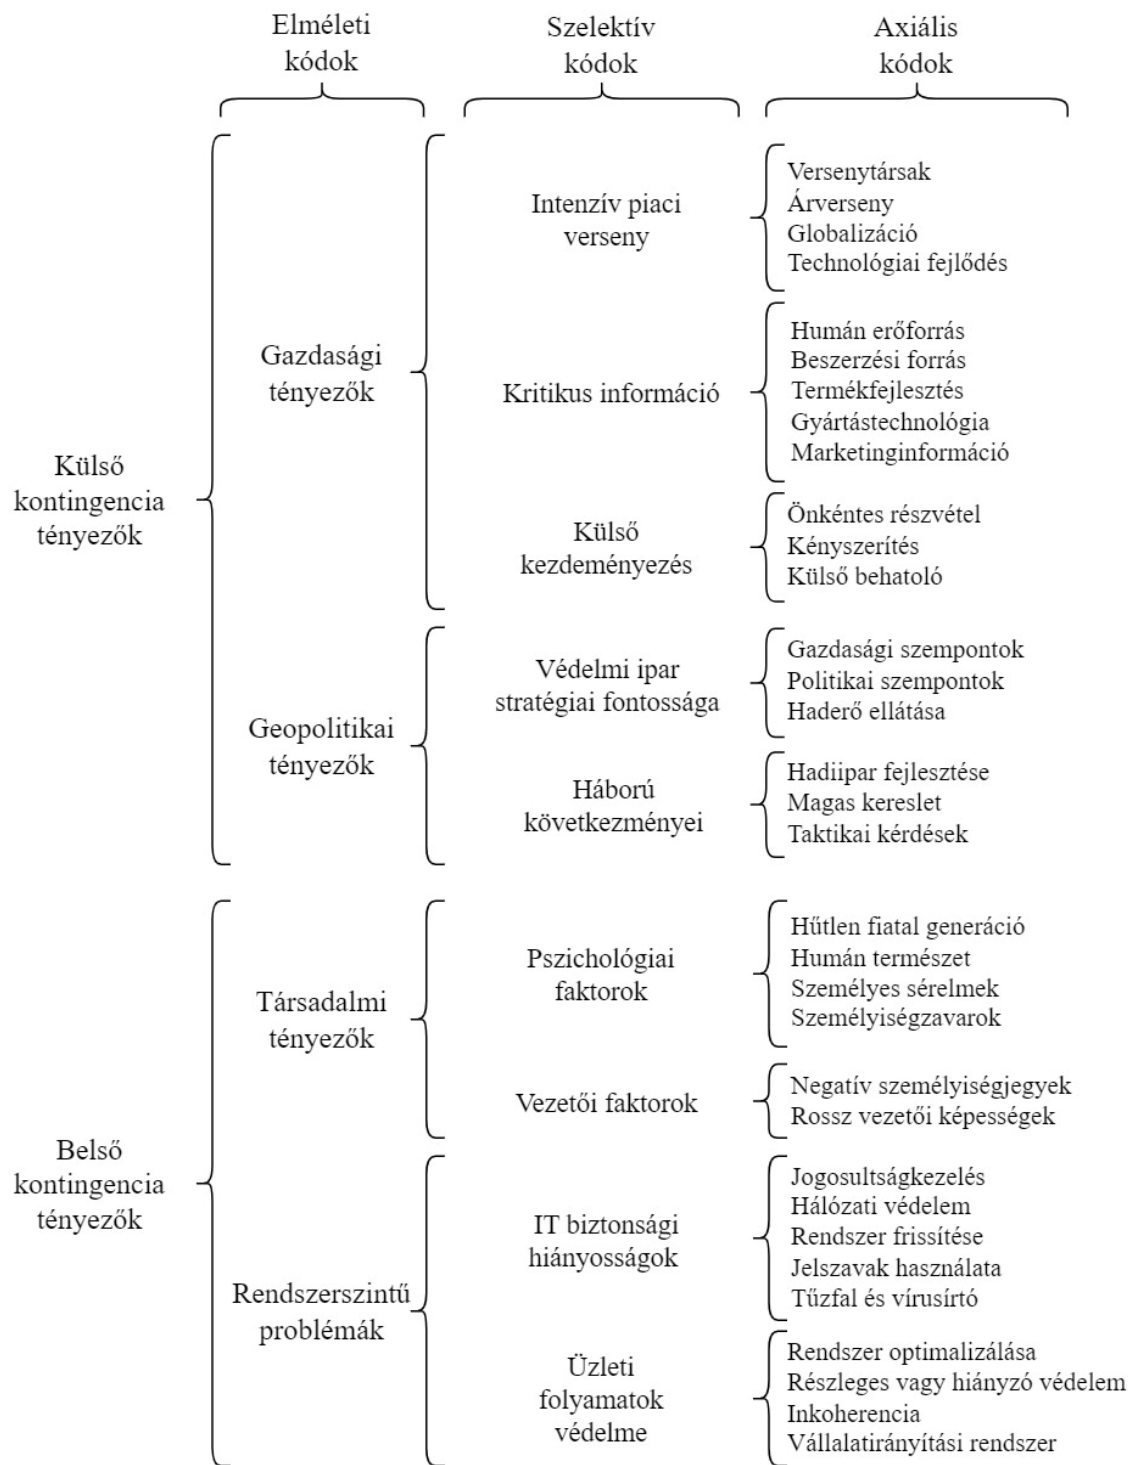 Elméleti
kódok
Szelektív
kódok
Axiális
kódok
Külső
kontingencia
tényezők
Gazdasági
tényezők
Intenzív piaci
verseny
Versenytársak
Árverseny
Globalizáció
Technológiai fejlődés
Kritikus információ
Humán erőforrás
Beszerzési forrás
Termékfejlesztés
Gyártástechnológia
Marketinginformáció
Külső
kezdeményezés
Önkéntes részvétel
Kényszerítés
Külső behatoló
Geopolitikai
tényezők
Védelmi ipar
stratégiai fontossága
Gazdasági szempontok
Politikai szempontok
Haderő ellátása
Háború
következményei
Hadiipar fejlesztése
Magas kereslet
Taktikai kérdések
Belső
kontingencia
tényezők
Társadalmi
tényezők
Pszichológiai
faktorok
Hűtlen fiatal generáció
Humán természet
Személyes sérelmek
Személyiségzavarok
Vezetői faktorok
Negatív személyiségjegyek
Rossz vezetői képességek
Rendszerszintű
problémák
IT biztonsági
hiányosságok
Jogosultságkezelés
Hálózati védelem
Rendszer frissítése
Jelszavak használata
Tűzfal és vírusírtó
Üzleti
folyamatok
védelme
Rendszer optimalizálása
Részleges vagy hiányzó védelem
Inkoherencia
Vállalatirányítási rendszer